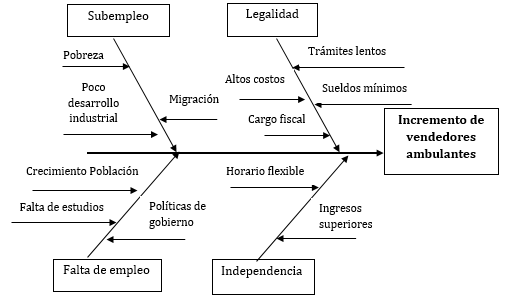 Subempleo
Legalidad
Pobreza
Trámites lentos
Poco
desarrollo
industrial
Migración
Altos costos
Sueldos mínimos
Cargo fiscal
Incremento de
vendedores
ambulantes
Crecimiento Población
Horario flexible
Falta de estudios
Políticas de
gobierno
Ingresos
superiores
Falta de empleo
Independencia